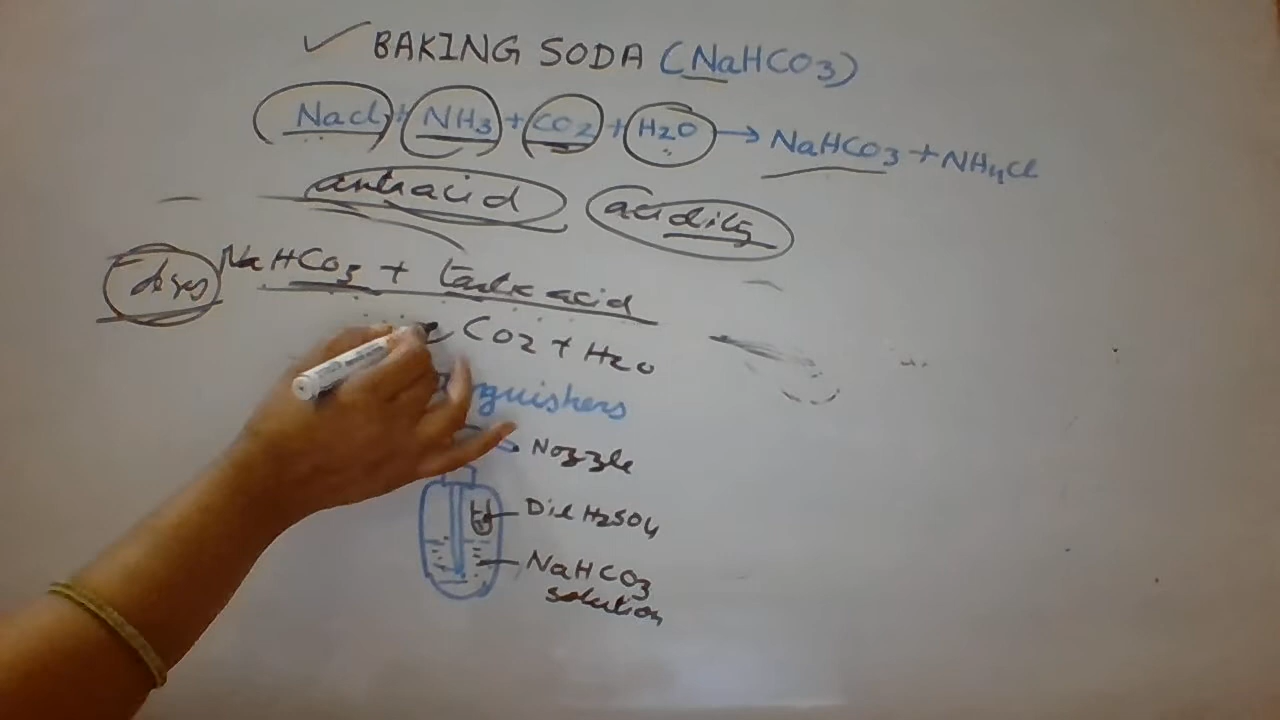 ✓ BAKING SODA (NaHCO3)
NaCl + NH3 + CO2 + H2O → NaHCO3 + NH4Cl
antacid acidity
NaHCO3 + acid
CO2 + H2O
guishers
Nozzle
Dil H2SO4
NaHCO3
solution